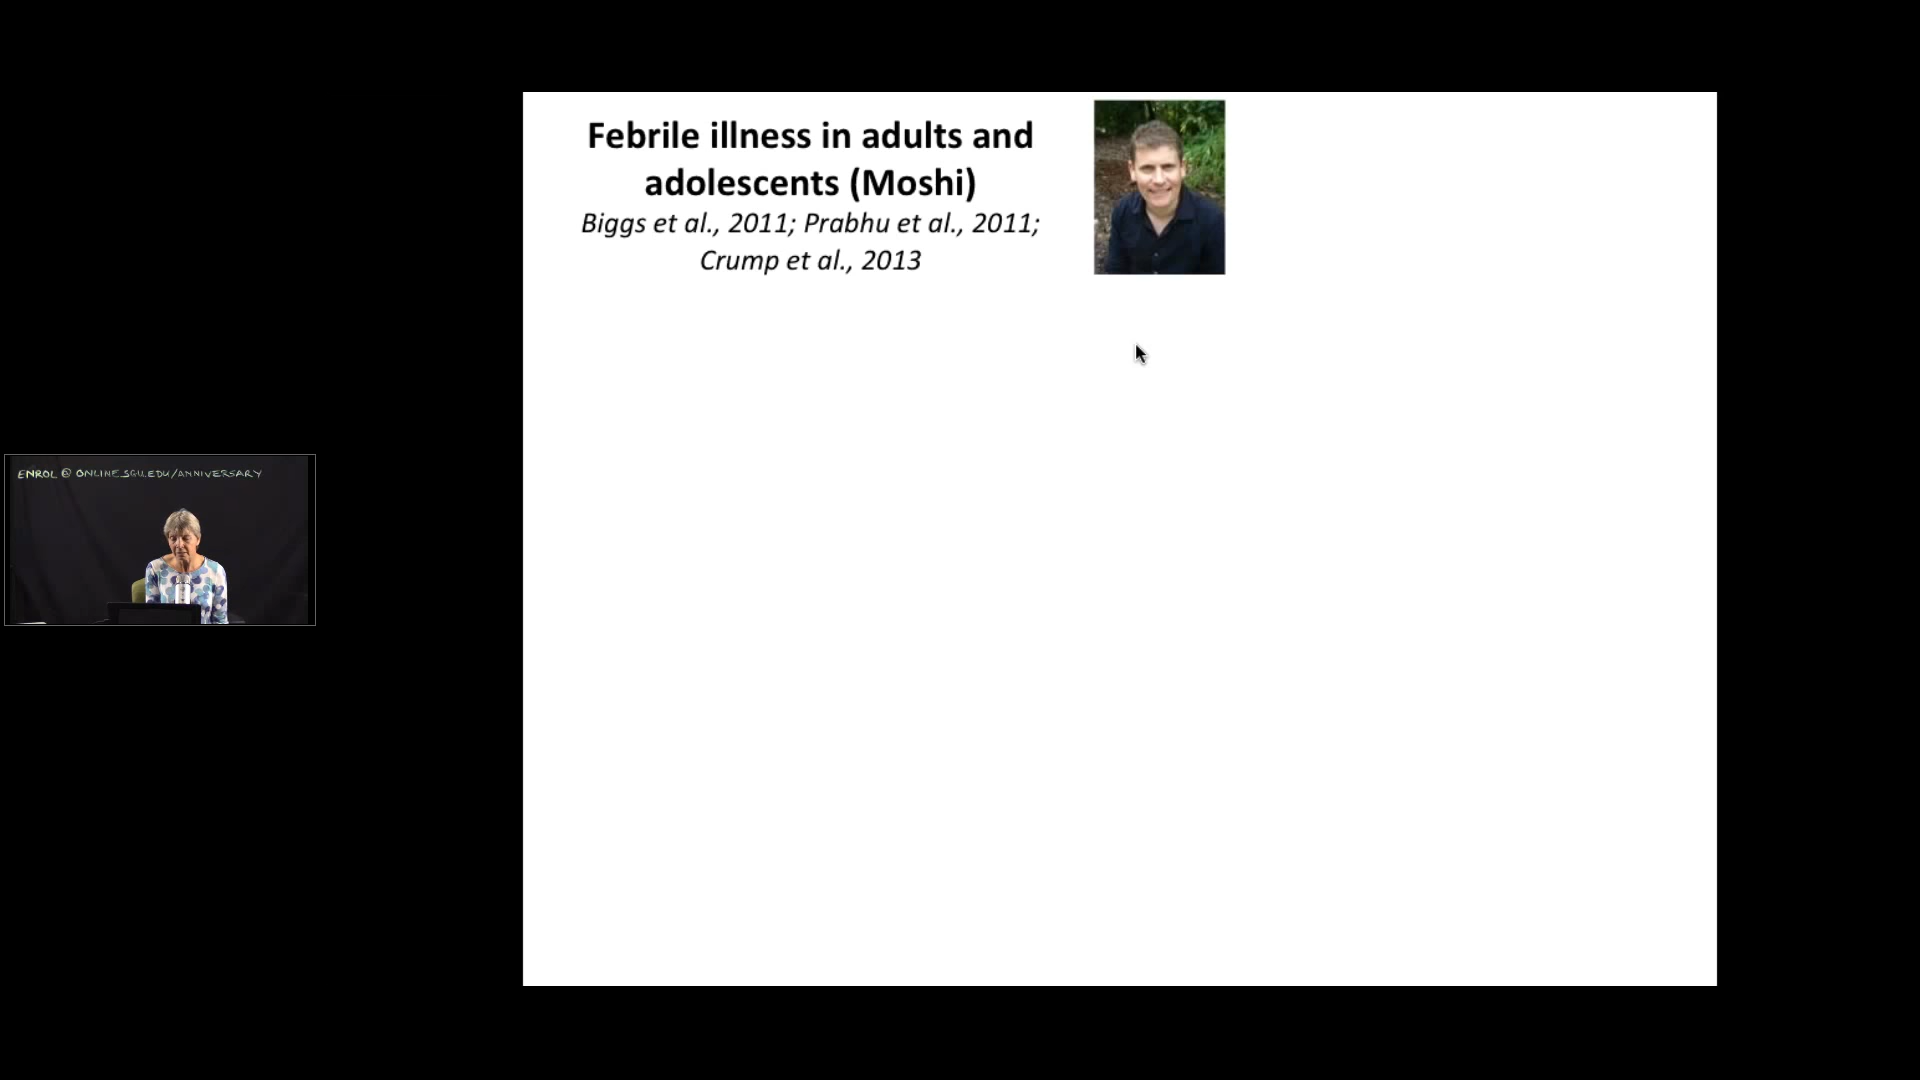 Febrile illness in adults and
adolescents (Moshi)
Biggs et al., 2011; Prabhu et al., 2011;
Crump et al., 2013
ENROL @ ONLINE.SGU.EDU/ANNIVERSARY